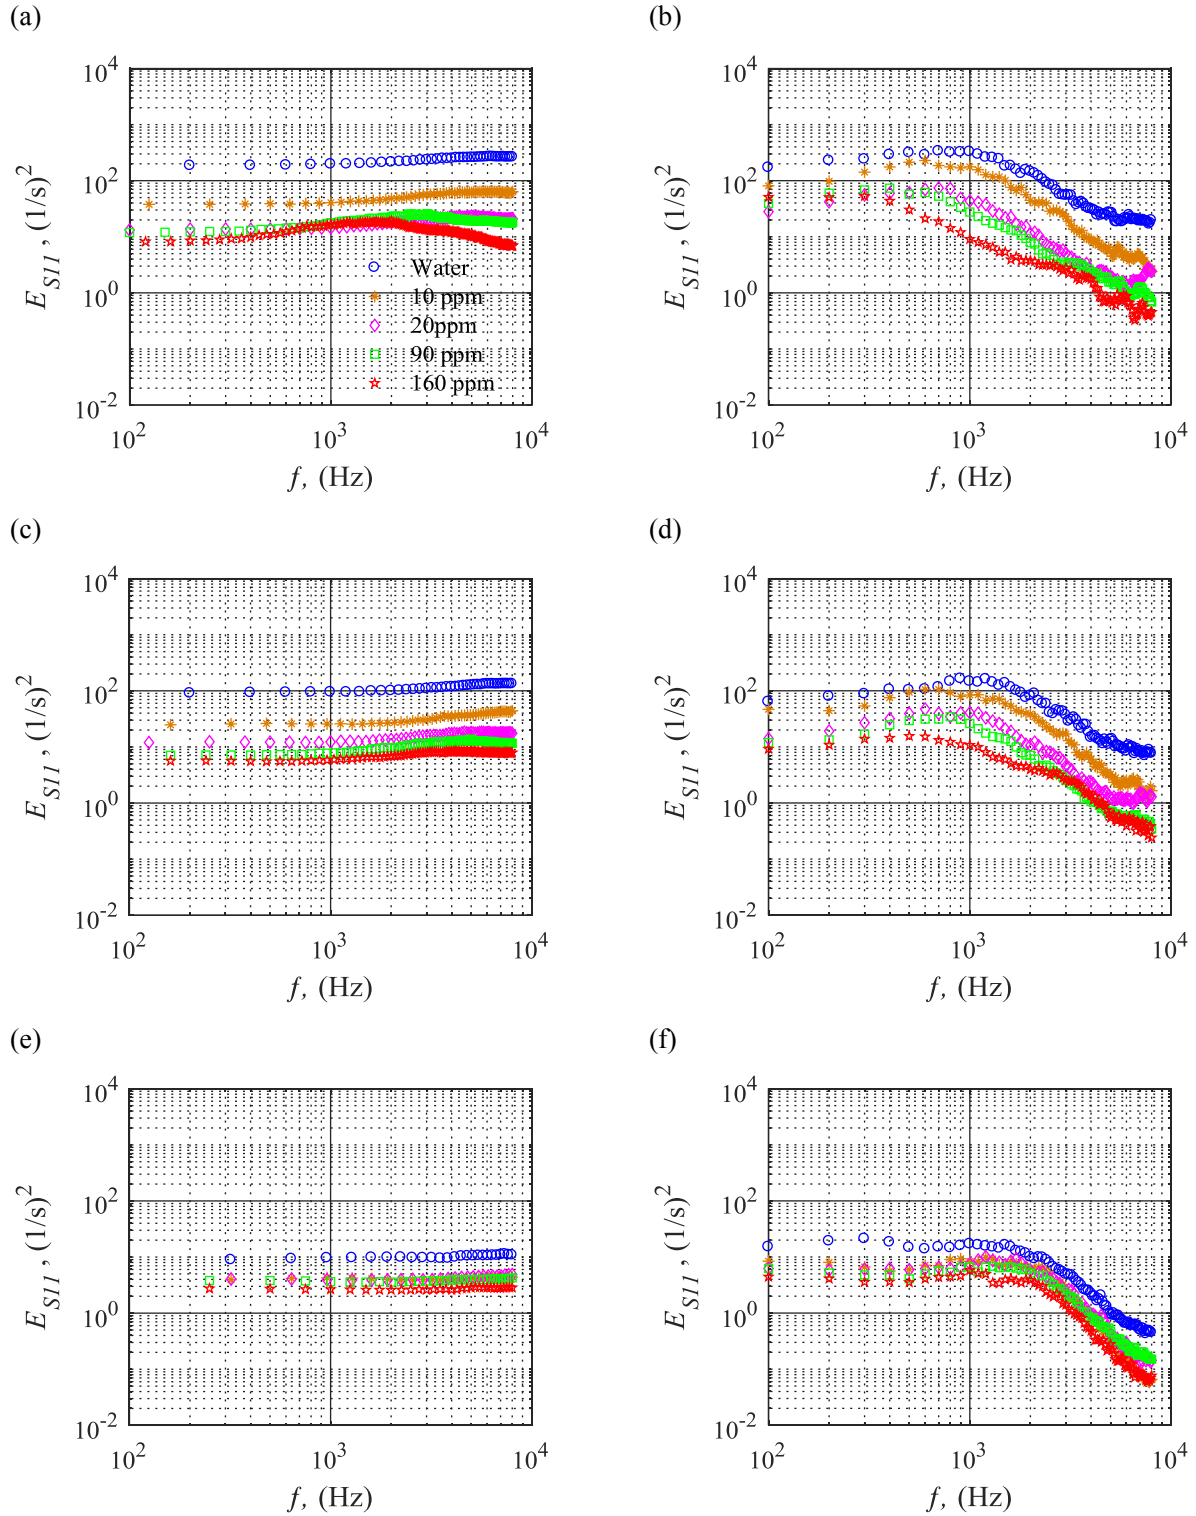 (a)
10^4
10^2
10^0
10^-2
E_S11, (1/s)^2
Water
10 ppm
20ppm
90 ppm
160 ppm
10^2 10^3 10^4
f, (Hz)
(b)
10^4
10^2
10^0
10^-2
E_S11, (1/s)^2
10^2 10^3 10^4
f, (Hz)
(c)
10^4
10^2
10^0
10^-2
E_S11, (1/s)^2
10^2 10^3 10^4
f, (Hz)
(d)
10^4
10^2
10^0
10^-2
E_S11, (1/s)^2
10^2 10^3 10^4
f, (Hz)
(e)
10^4
10^2
10^0
10^-2
E_S11, (1/s)^2
10^2 10^3 10^4
f, (Hz)
(f)
10^4
10^2
10^0
10^-2
E_S11, (1/s)^2
10^2 10^3 10^4
f, (Hz)